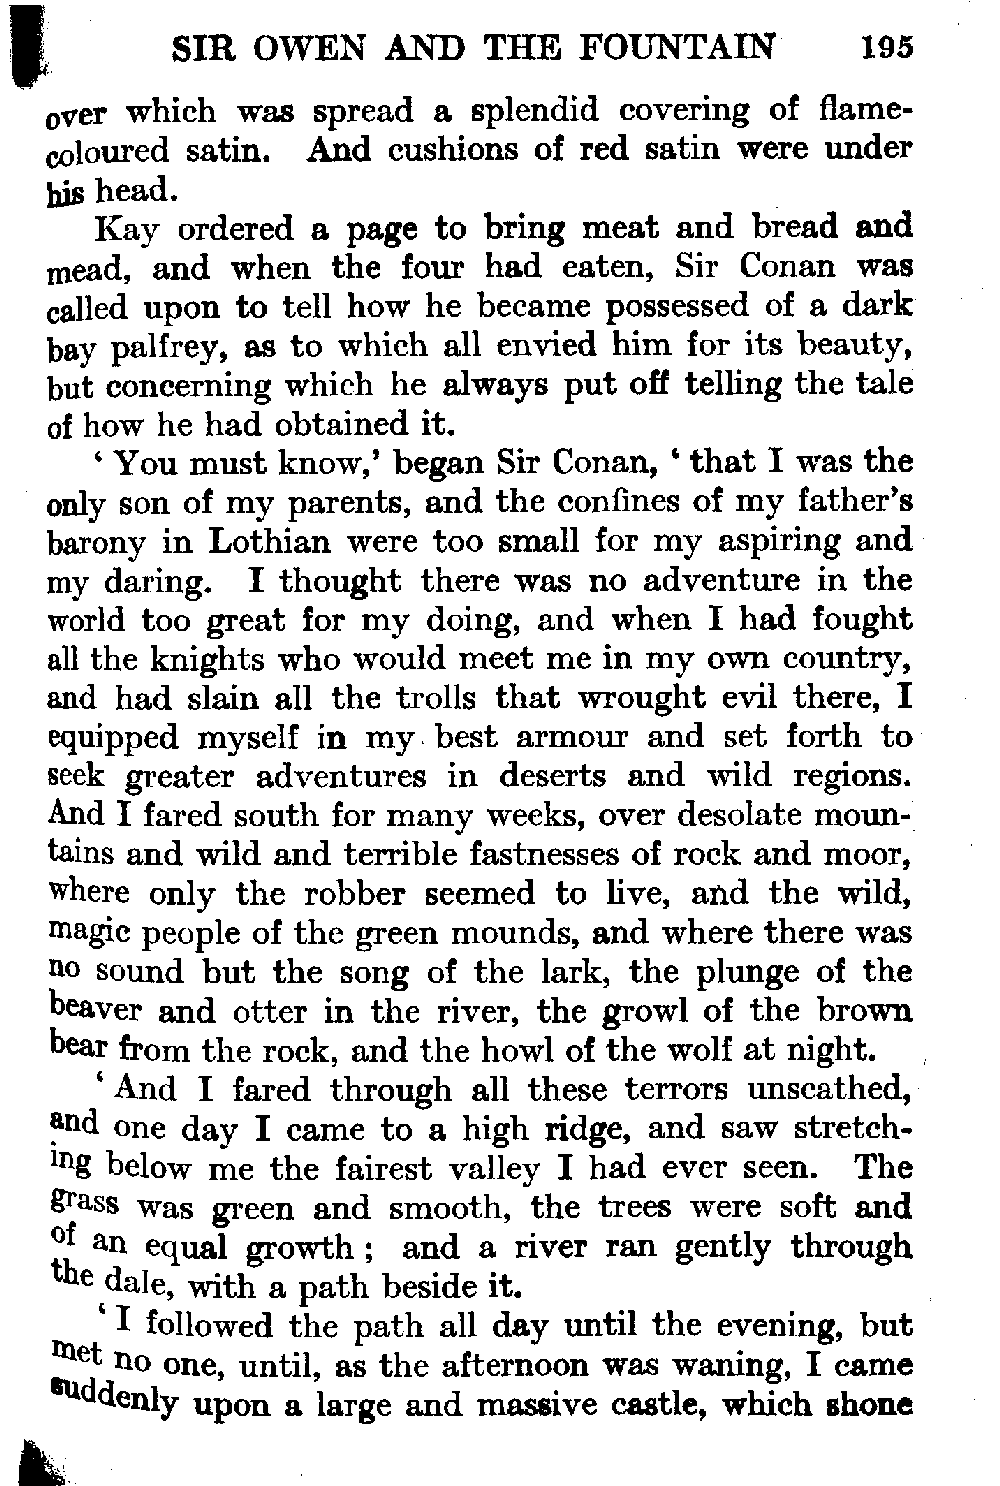 SIR OWEN AND THE FOUNTAIN 195
over which was spread a splendid covering of flame-
coloured satin. And cushions of red satin were under
his head.
Kay ordered a page to bring meat and bread and
mead, and when the four had eaten, Sir Conan was
called upon to tell how he became possessed of a dark
bay palfrey, as to which all envied him for its beauty,
but concerning which he always put off telling the tale
of how he had obtained it.
‘ You must know,’ began Sir Conan, ‘ that I was the
only son of my parents, and the confines of my father’s
barony in Lothian were too small for my aspiring and
my daring. I thought there was no adventure in the
world too great for my doing, and when I had fought
all the knights who would meet me in my own country,
and had slain all the trolls that wrought evil there, I
equipped myself in my best armour and set forth to
seek greater adventures in deserts and wild regions.
And I fared south for many weeks, over desolate moun-
tains and wild and terrible fastnesses of rock and moor,
where only the robber seemed to live, and the wild,
magic people of the green mounds, and where there was
no sound but the song of the lark, the plunge of the
beaver and otter in the river, the growl of the brown
bear from the rock, and the howl of the wolf at night.
‘ And I fared through all these terrors unscathed,
and one day I came to a high ridge, and saw stretch-
ing below me the fairest valley I had ever seen. The
grass was green and smooth, the trees were soft and
of an equal growth ; and a river ran gently through
the dale, with a path beside it.
‘ I followed the path all day until the evening, but
met no one, until, as the afternoon was waning, I came
suddenly upon a large and massive castle, which shone